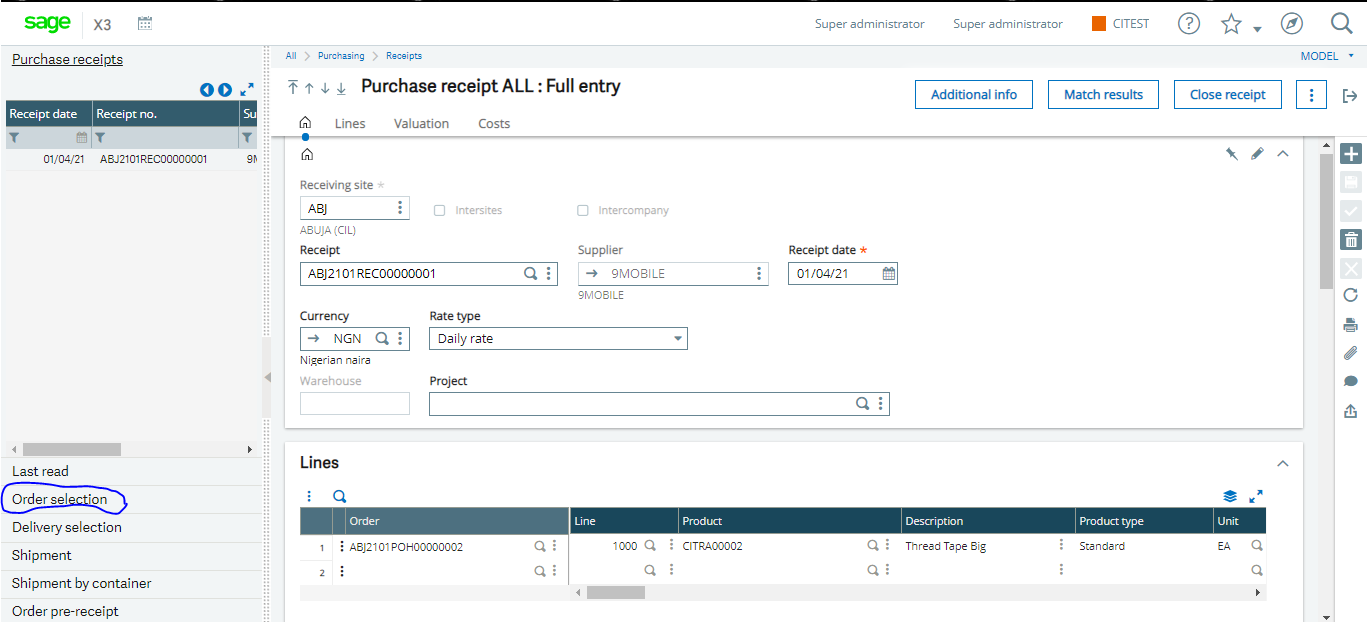 sage X3
Super administrator Super administrator CITEST
Purchase receipts
All Purchasing Receipts
MODEL
Purchase receipt ALL : Full entry
Additional info Match results Close receipt
Lines Valuation Costs
Receipt date Receipt no. Su
01/04/21 ABJ2101REC00000001 9M
Receiving site *
ABJ
Intersites Intercompany
ABUJA (CIL)
Receipt Supplier Receipt date *
ABJ2101REC00000001 9MOBILE 01/04/21
9MOBILE
Currency Rate type
NGN Daily rate
Nigerian naira
Warehouse Project
Last read
Order selection
Delivery selection
Shipment
Shipment by container
Order pre-receipt
Lines
Order Line Product Description Product type Unit
1 ABJ2101POH00000002 1000 CITRA00002 Thread Tape Big Standard EA
2